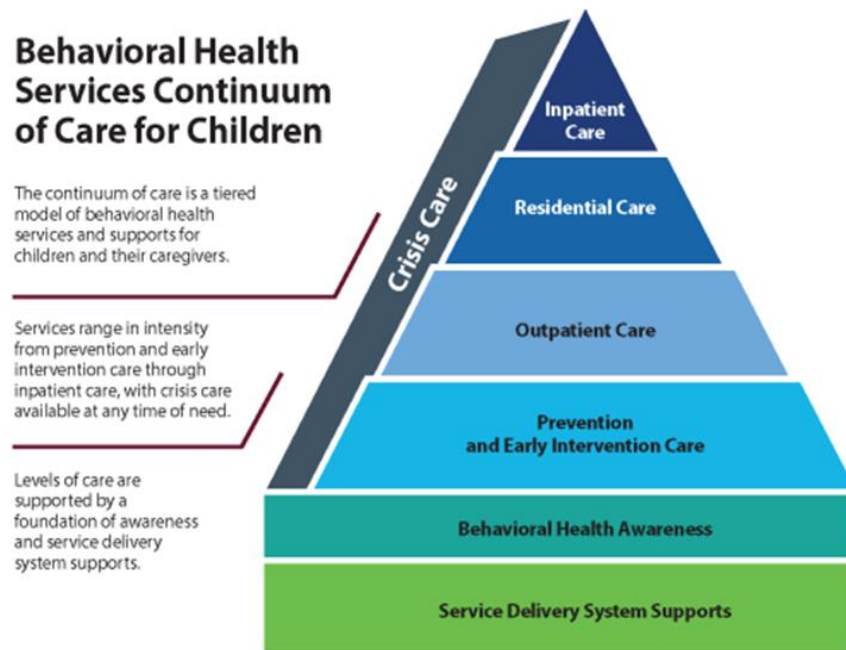 Behavioral Health
Services Continuum
of Care for Children
The continuum of care is a tiered
model of behavioral health
services and supports for
children and their caregivers.
Services range in intensity
from prevention and early
intervention care through
inpatient care, with crisis care
available at any time of need.
Levels of care are
supported by a
foundation of awareness
and service delivery
system supports.
Crisis Care
Inpatient
Care
Residential Care
Outpatient Care
Prevention
and Early Intervention Care
Behavioral Health Awareness
Service Delivery System Supports